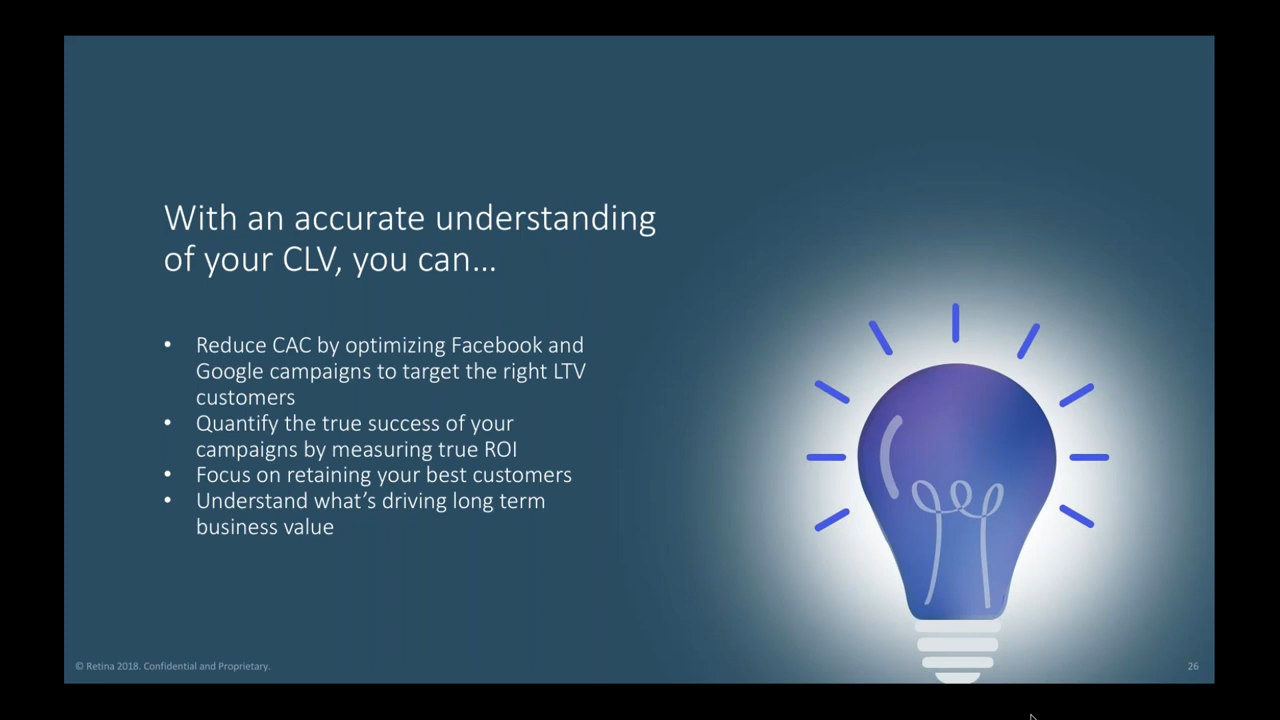 With an accurate understanding
of your CLV, you can...
• Reduce CAC by optimizing Facebook and
Google campaigns to target the right LTV
customers
• Quantify the true success of your
campaigns by measuring true ROI
• Focus on retaining your best customers
• Understand what’s driving long term
business value
© Retina 2018. Confidential and Proprietary.
26